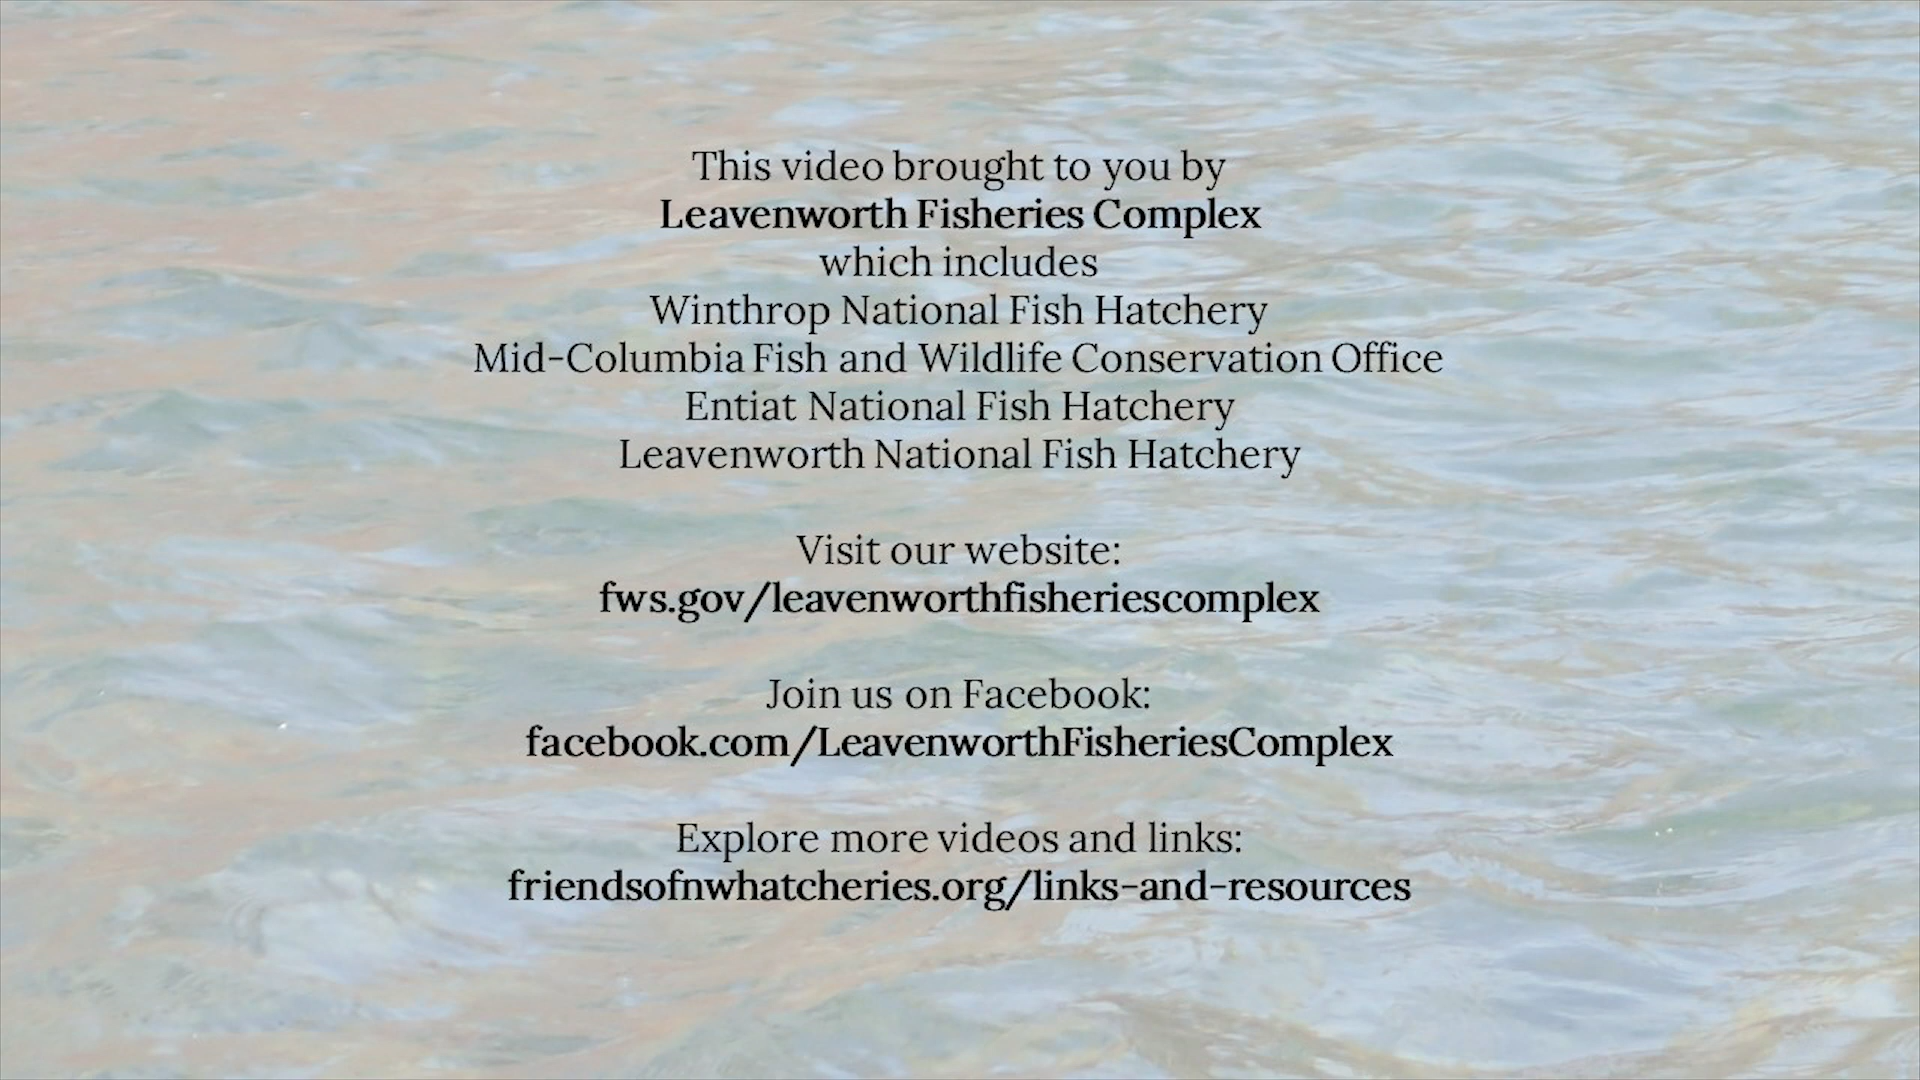 This video brought to you by
Leavenworth Fisheries Complex
which includes
Winthrop National Fish Hatchery
Mid-Columbia Fish and Wildlife Conservation Office
Entiat National Fish Hatchery
Leavenworth National Fish Hatchery
Visit our website:
fws.gov/leavenworthfisheriescomplex
Join us on Facebook:
facebook.com/LeavenworthFisheriesComplex
Explore more videos and links:
friendsofnwhatcheries.org/links-and-resources